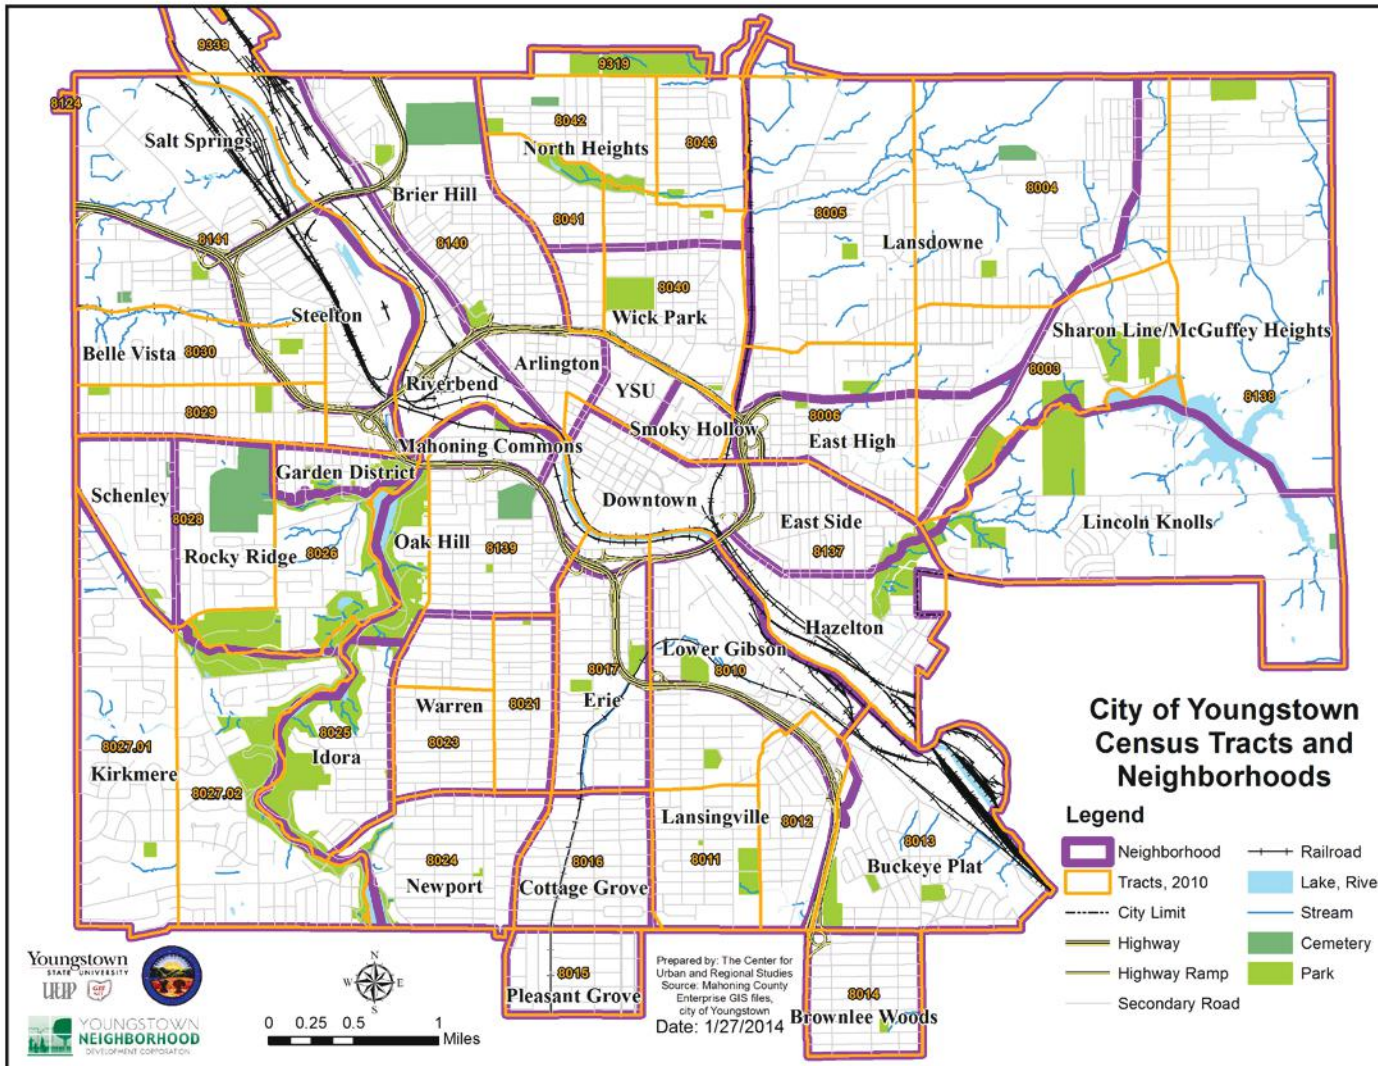 9339
9319
8124
Salt Springs
8042
North Heights
8043
Brier Hill
8004
8041
8005
8141
8140
Lansdowne
8040
Steelton
Wick Park
Sharon Line/McGuffey Heights
Belle Vista
8030
Arlington
8003
Riverbend
YSU
8138
8029
8006
Smoky Hollow
East High
Mahoning Commons
Garden District
Schenley
Downtown
8028
East Side
Lincoln Knolls
Rocky Ridge
8026
Oak Hill
8139
8137
Hazelton
Lower Gibson
8017
8010
Erie
Warren
8021
8025
8023
8027.01
Idora
Kirkmere
8027.02
Lansingville
8012
8013
8024
8016
8011
Buckeye Plat
Newport
Cottage Grove
8015
Pleasant Grove
8014
Brownlee Woods
City of Youngstown
Census Tracts and
Neighborhoods
Legend
Neighborhood
Tracts, 2010
City Limit
Highway
Highway Ramp
Secondary Road
Railroad
Lake, Rive
Stream
Cemetery
Park
Youngstown
STATE UNIVERSITY
YOUNGSTOWN
NEIGHBORHOOD
DEVELOPMENT CORPORATION
N
W E
S
0 0.25 0.5 1
Miles
Prepared by: The Center for
Urban and Regional Studies
Source: Mahoning County
Enterprise GIS files,
city of Youngstown
Date: 1/27/2014